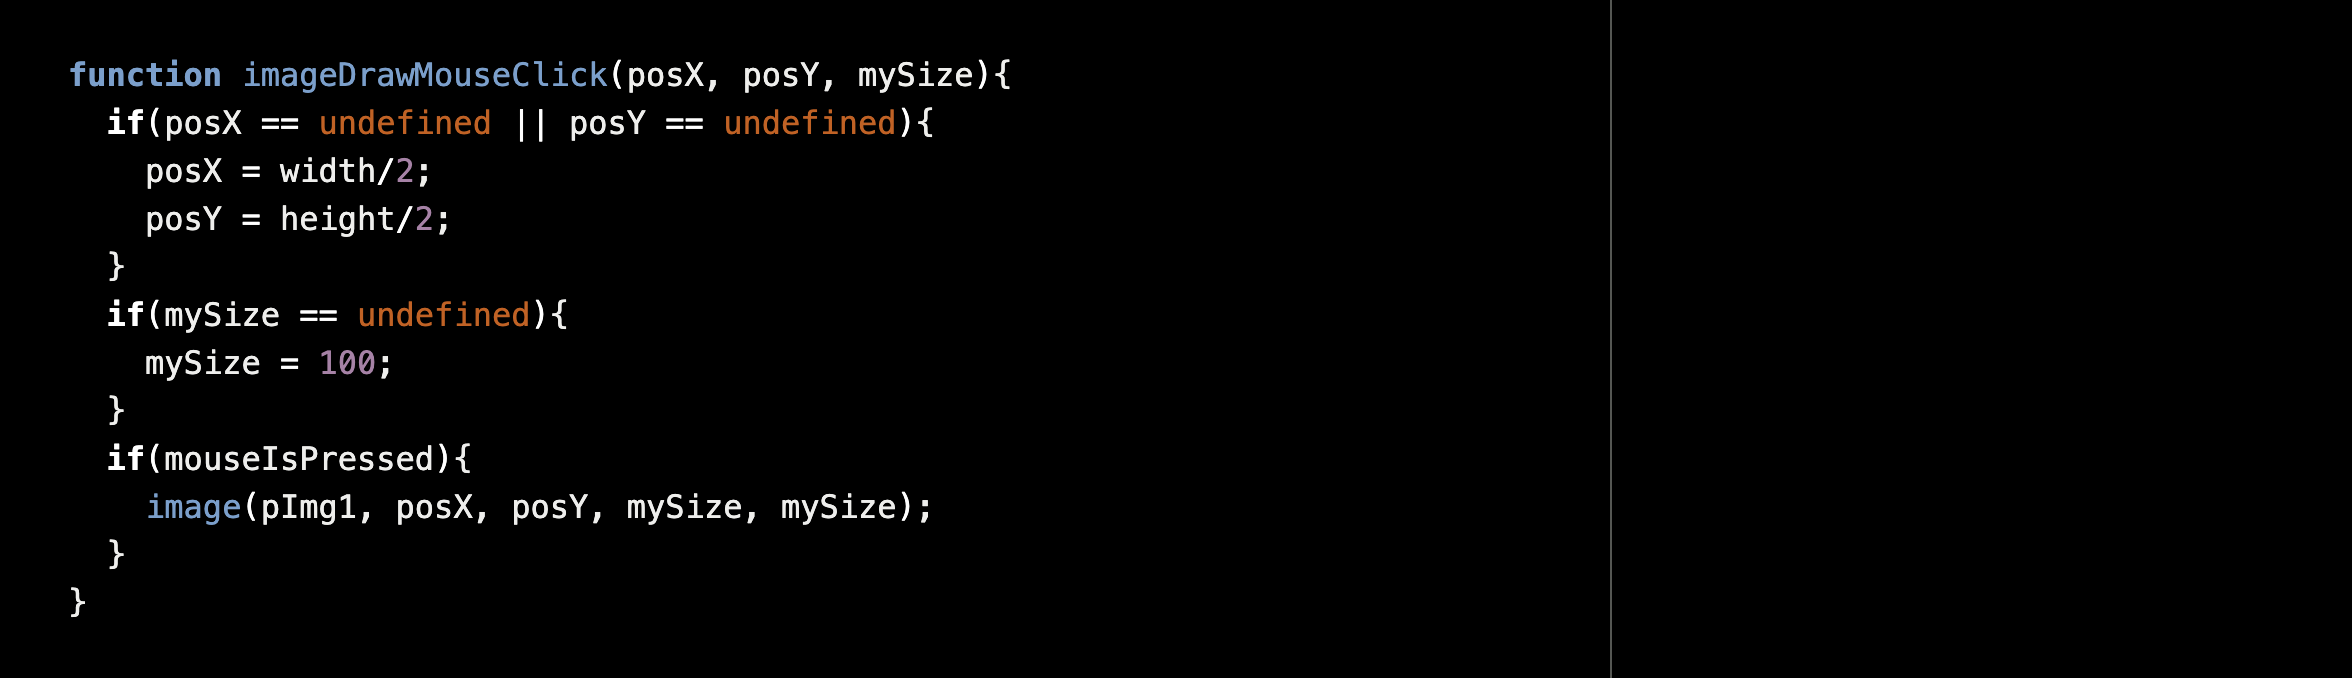 function imageDrawMouseClick(posX, posY, mySize){
  if(posX == undefined || posY == undefined){
    posX = width/2;
    posY = height/2;
  }
  if(mySize == undefined){
    mySize = 100;
  }
  if(mouseIsPressed){
    image(pImg1, posX, posY, mySize, mySize);
  }
}